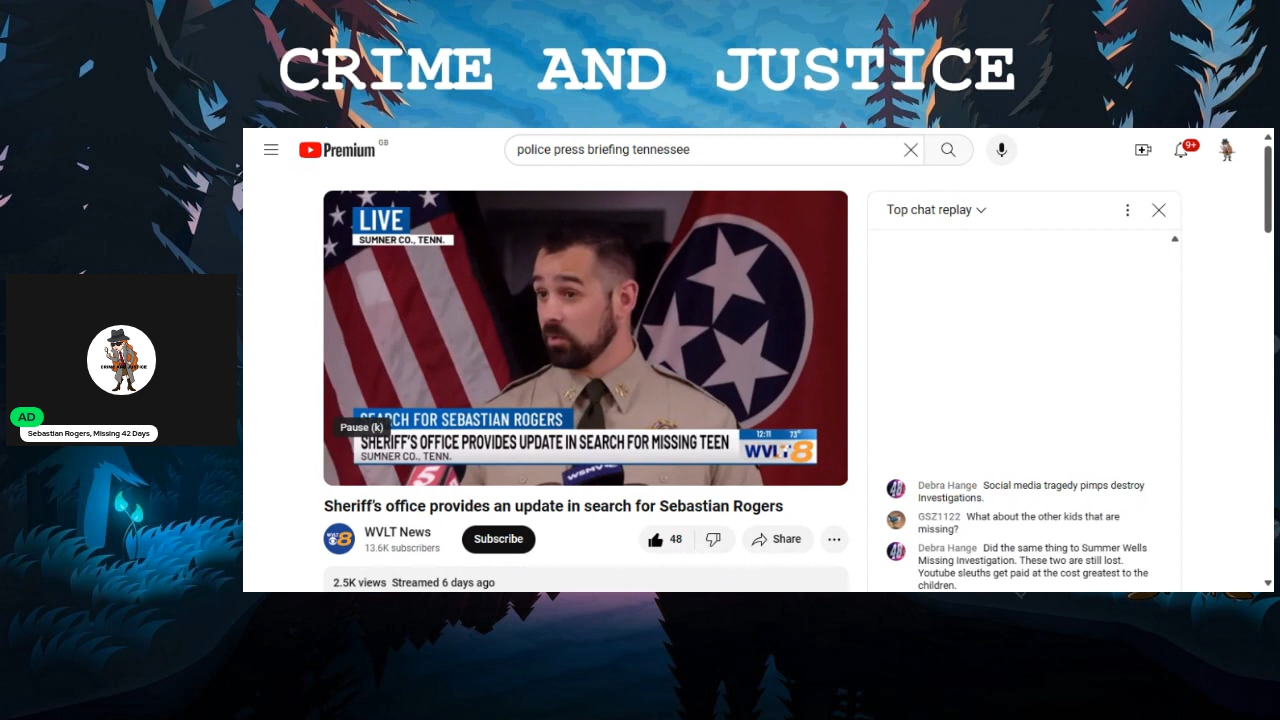 CRIME AND JUSTICE
Premium GB
police press briefing tennessee
9+
LIVE
SUMNER CO., TENN.
SEARCH FOR SEBASTIAN ROGERS
Pause (k)
SHERIFF'S OFFICE PROVIDES UPDATE IN SEARCH FOR MISSING TEEN
SUMNER CO., TENN.
12:11 73°
WVLT 8
5
WSMV
Sheriff's office provides an update in search for Sebastian Rogers
WVLT News
13.6K subscribers
Subscribe
48
Share
2.5K views Streamed 6 days ago
Top chat replay
Debra Hange Social media tragedy pimps destroy
Investigations.
GSZ1122 What about the other kids that are
missing?
Debra Hange Did the same thing to Summer Wells
Missing Investigation. These two are still lost.
Youtube sleuths get paid at the cost greatest to the
children.
CRIME AND JUSTICE
AD
Sebastian Rogers, Missing 42 Days